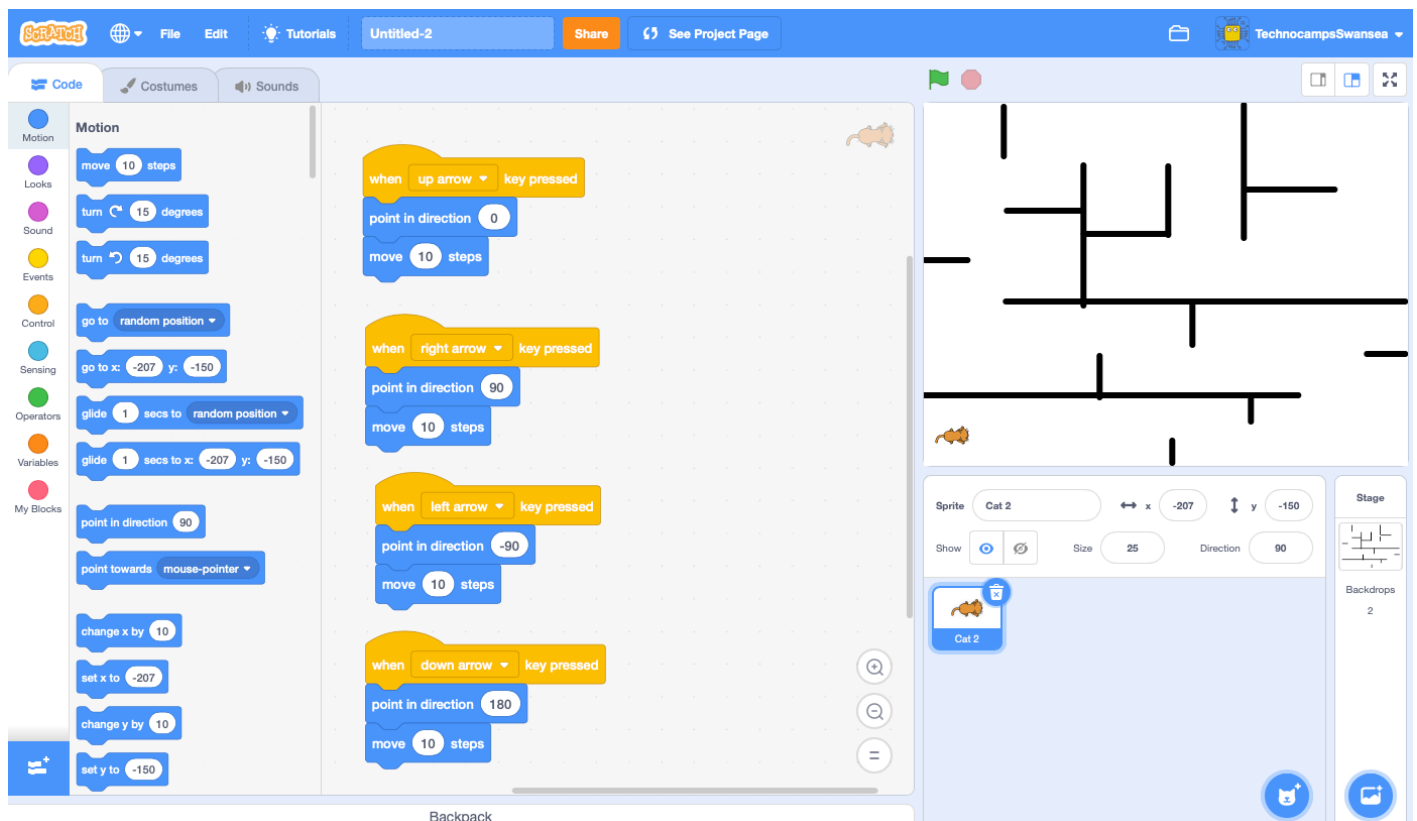 SCRATCH File Edit Tutorials Untitled-2 Share See Project Page TechnocampsSwansea
Code Costumes Sounds
Motion
Looks
Sound
Events
Control
Sensing
Operators
Variables
My Blocks
Motion
move 10 steps
turn 15 degrees
turn 15 degrees
go to random position
go to x: -207 y: -150
glide 1 secs to random position
glide 1 secs to x: -207 y: -150
point in direction 90
point towards mouse-pointer
change x by 10
set x to -207
change y by 10
set y to -150
when up arrow key pressed
point in direction 0
move 10 steps
when right arrow key pressed
point in direction 90
move 10 steps
when left arrow key pressed
point in direction -90
move 10 steps
when down arrow key pressed
point in direction 180
move 10 steps
Backpack
Sprite Cat 2 x -207 y -150
Show Size 25 Direction 90
Cat 2
Stage
Backdrops
2